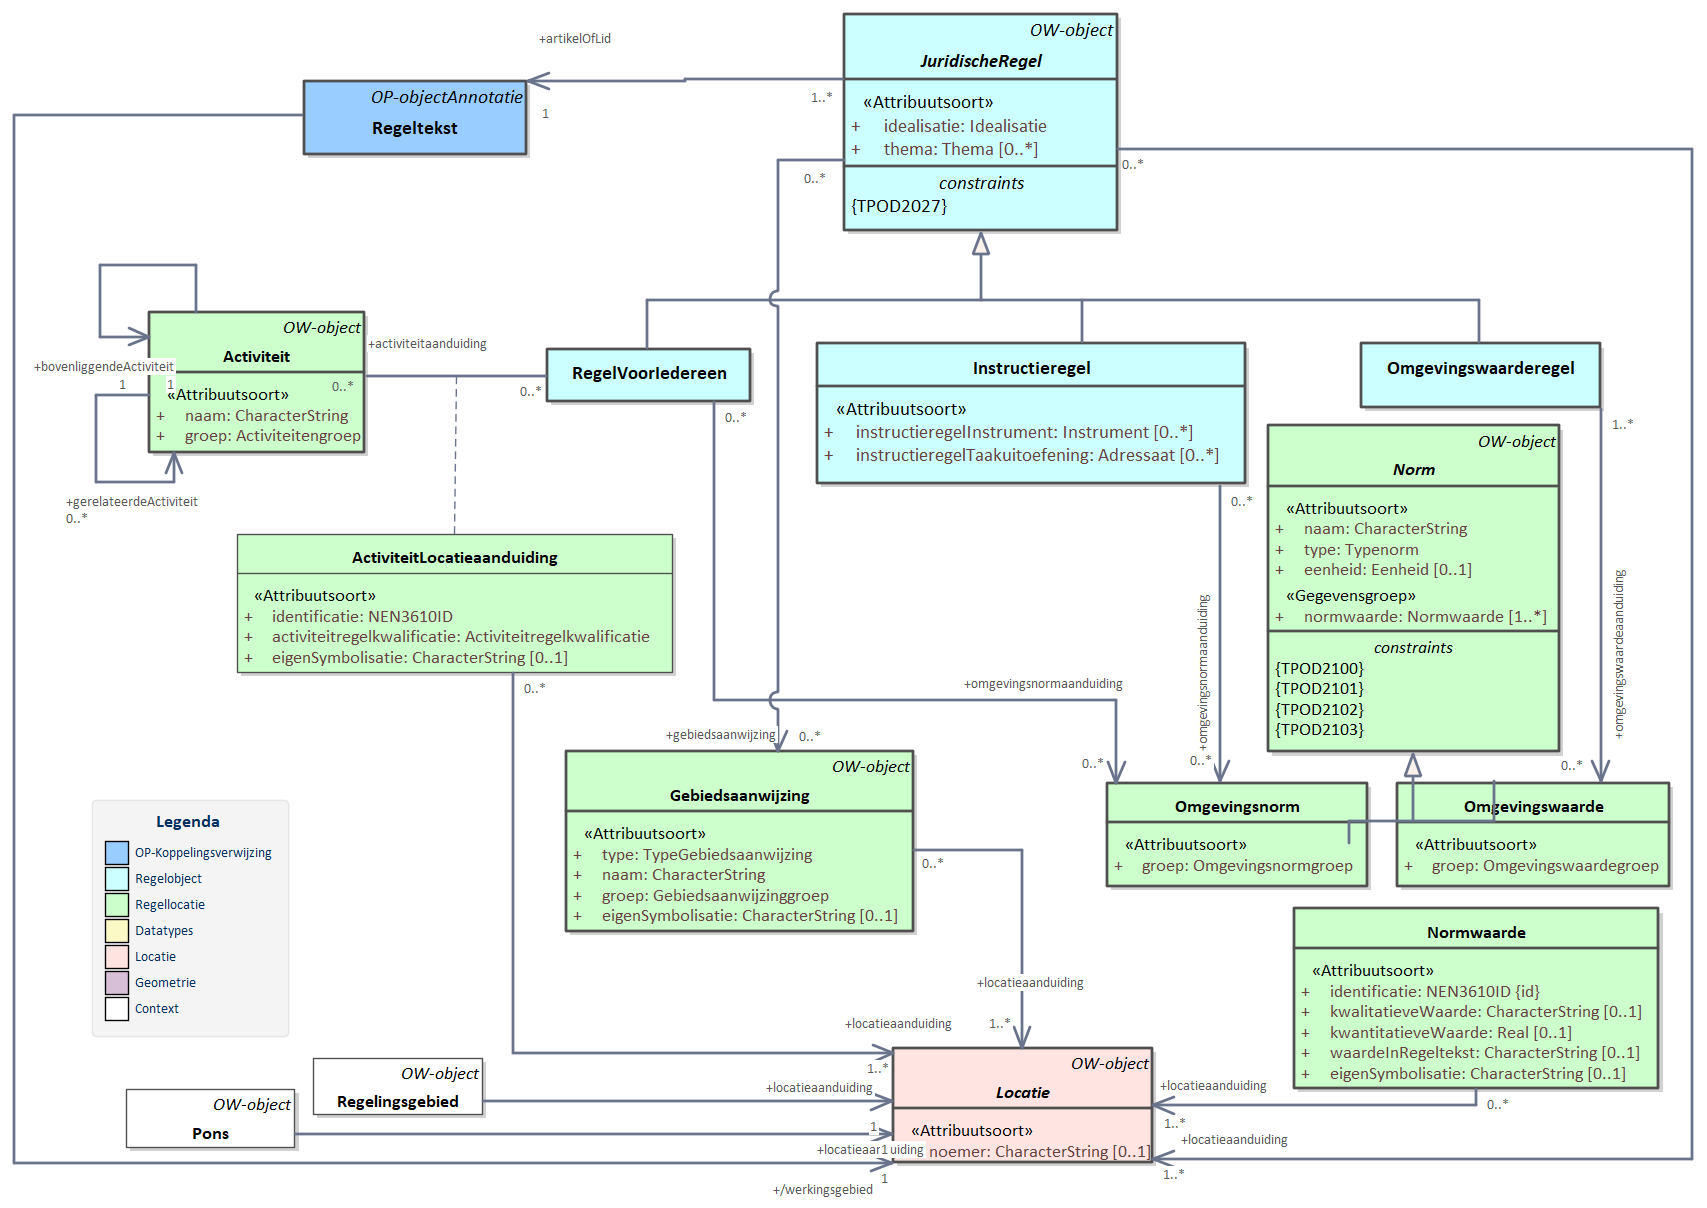 OW-object
JuridischeRegel
«Attribuutsoort»
+ idealisatie: Idealisatie
+ thema: Thema [0..*]
constraints
{TPOD2027}
+artikelOfLid
1..*
1
OP-objectAnnotatie
Regeltekst
0..*
0..*
OW-object
Activiteit
«Attribuutsoort»
+ naam: CharacterString
+ groep: Activiteitengroep
+bovenliggendeActiviteit
1
1
+gerelateerdeActiviteit
0..*
+activiteitaanduiding
0..*
0..*
RegelVoorIedereen
0..*
Instructieregel
«Attribuutsoort»
+ instructieregelInstrument: Instrument [0..*]
+ instructieregelTaakuitoefening: Adressaat [0..*]
0..*
Omgevingswaarderegel
1..*
OW-object
Norm
«Attribuutsoort»
+ naam: CharacterString
+ type: Typenorm
+ eenheid: Eenheid [0..1]
«Gegevensgroep»
+ normwaarde: Normwaarde [1..*]
constraints
{TPOD2100}
{TPOD2101}
{TPOD2102}
{TPOD2103}
ActiviteitLocatieaanduiding
«Attribuutsoort»
+ identificatie: NEN3610ID
+ activiteitregelkwalificatie: Activiteitregelkwalificatie
+ eigenSymbolisatie: CharacterString [0..1]
0..*
+omgevingsnormaanduiding
0..*
+omgevingsnormaanduiding
0..*
+omgevingswaardeaanduiding
0..*
+gebiedsaanwijzing
0..*
OW-object
Gebiedsaanwijzing
«Attribuutsoort»
+ type: TypeGebiedsaanwijzing
+ naam: CharacterString
+ groep: Gebiedsaanwijzinggroep
+ eigenSymbolisatie: CharacterString [0..1]
0..*
Omgevingsnorm
«Attribuutsoort»
+ groep: Omgevingsnormgroep
Omgevingswaarde
«Attribuutsoort»
+ groep: Omgevingswaardegroep
Normwaarde
«Attribuutsoort»
+ identificatie: NEN3610ID {id}
+ kwalitatieveWaarde: CharacterString [0..1]
+ kwantitatieveWaarde: Real [0..1]
+ waardeInRegeltekst: CharacterString [0..1]
+ eigenSymbolisatie: CharacterString [0..1]
0..*
Legenda
OP-Koppelingsverwijzing
Regelobject
Regellocatie
Datatypes
Locatie
Geometrie
Context
+locatieaanduiding
1..*
+locatieaanduiding
1..*
OW-object
Regelingsgebied
+locatieaanduiding
OW-object
Pons
1
1
OW-object
Locatie
«Attribuutsoort»
noemer: CharacterString [0..1]
+/werkingsgebied
1
+locatieaanduiding
1..*
+locatieaanduiding
1..*